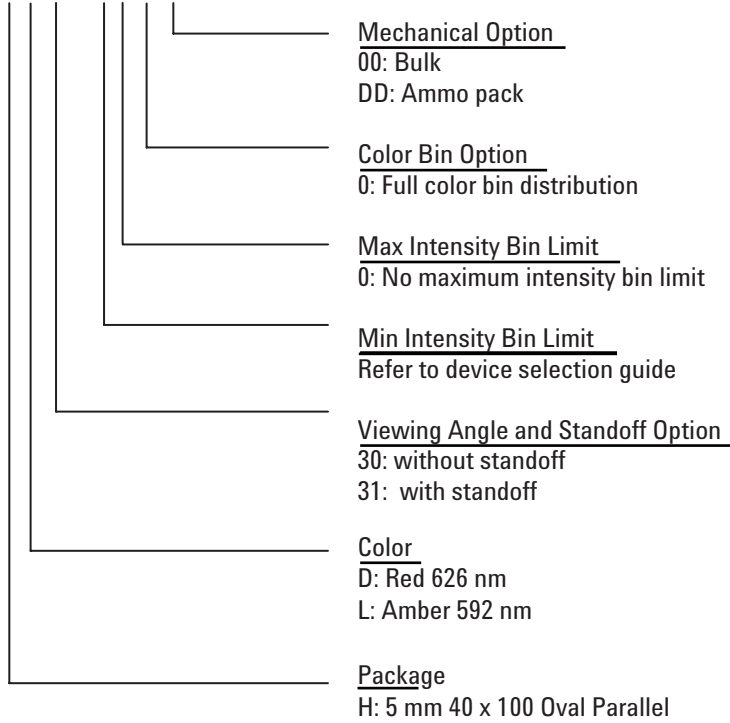 Mechanical Option
00: Bulk
DD: Ammo pack
Color Bin Option
0: Full color bin distribution
Max Intensity Bin Limit
0: No maximum intensity bin limit
Min Intensity Bin Limit
Refer to device selection guide
Viewing Angle and Standoff Option
30: without standoff
31: with standoff
Color
D: Red 626 nm
L: Amber 592 nm
Package
H: 5 mm 40 x 100 Oval Parallel